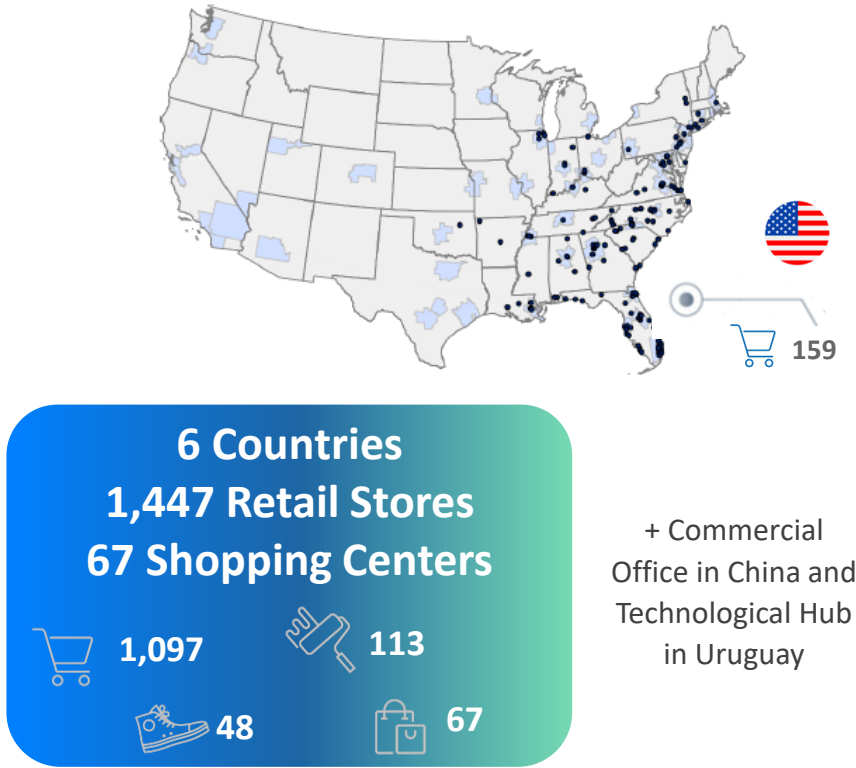 159
6 Countries
1,447 Retail Stores
67 Shopping Centers
1,097
113
48
67
+ Commercial
Office in China and
Technological Hub
in Uruguay